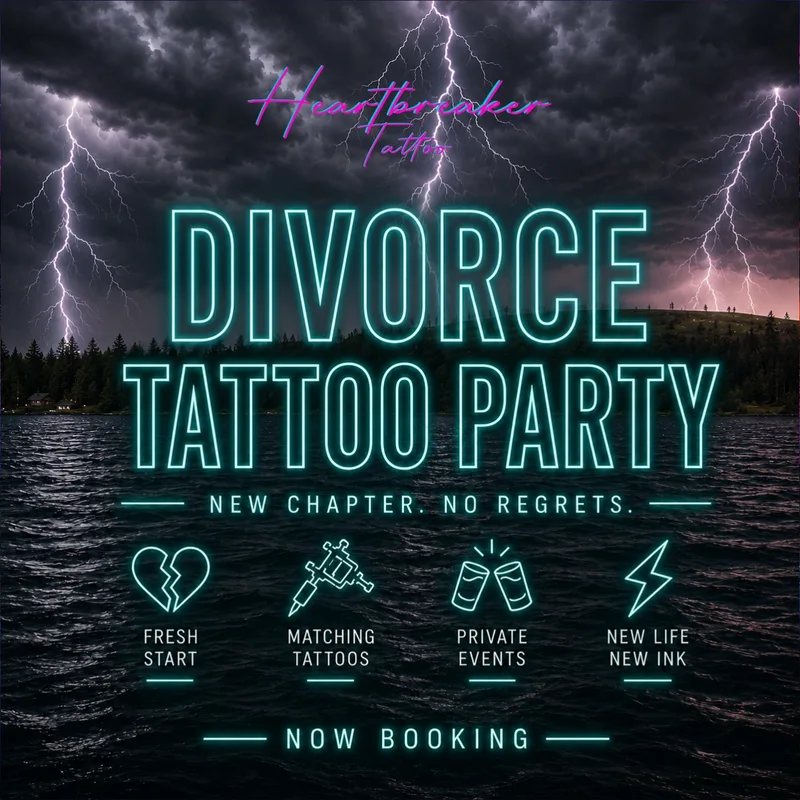 Heartbreaker
Tattoo
DIVORCE
TATTOO PARTY
NEW CHAPTER. NO REGRETS.
FRESH
START
MATCHING
TATTOOS
PRIVATE
EVENTS
NEW LIFE
NEW INK
NOW BOOKING